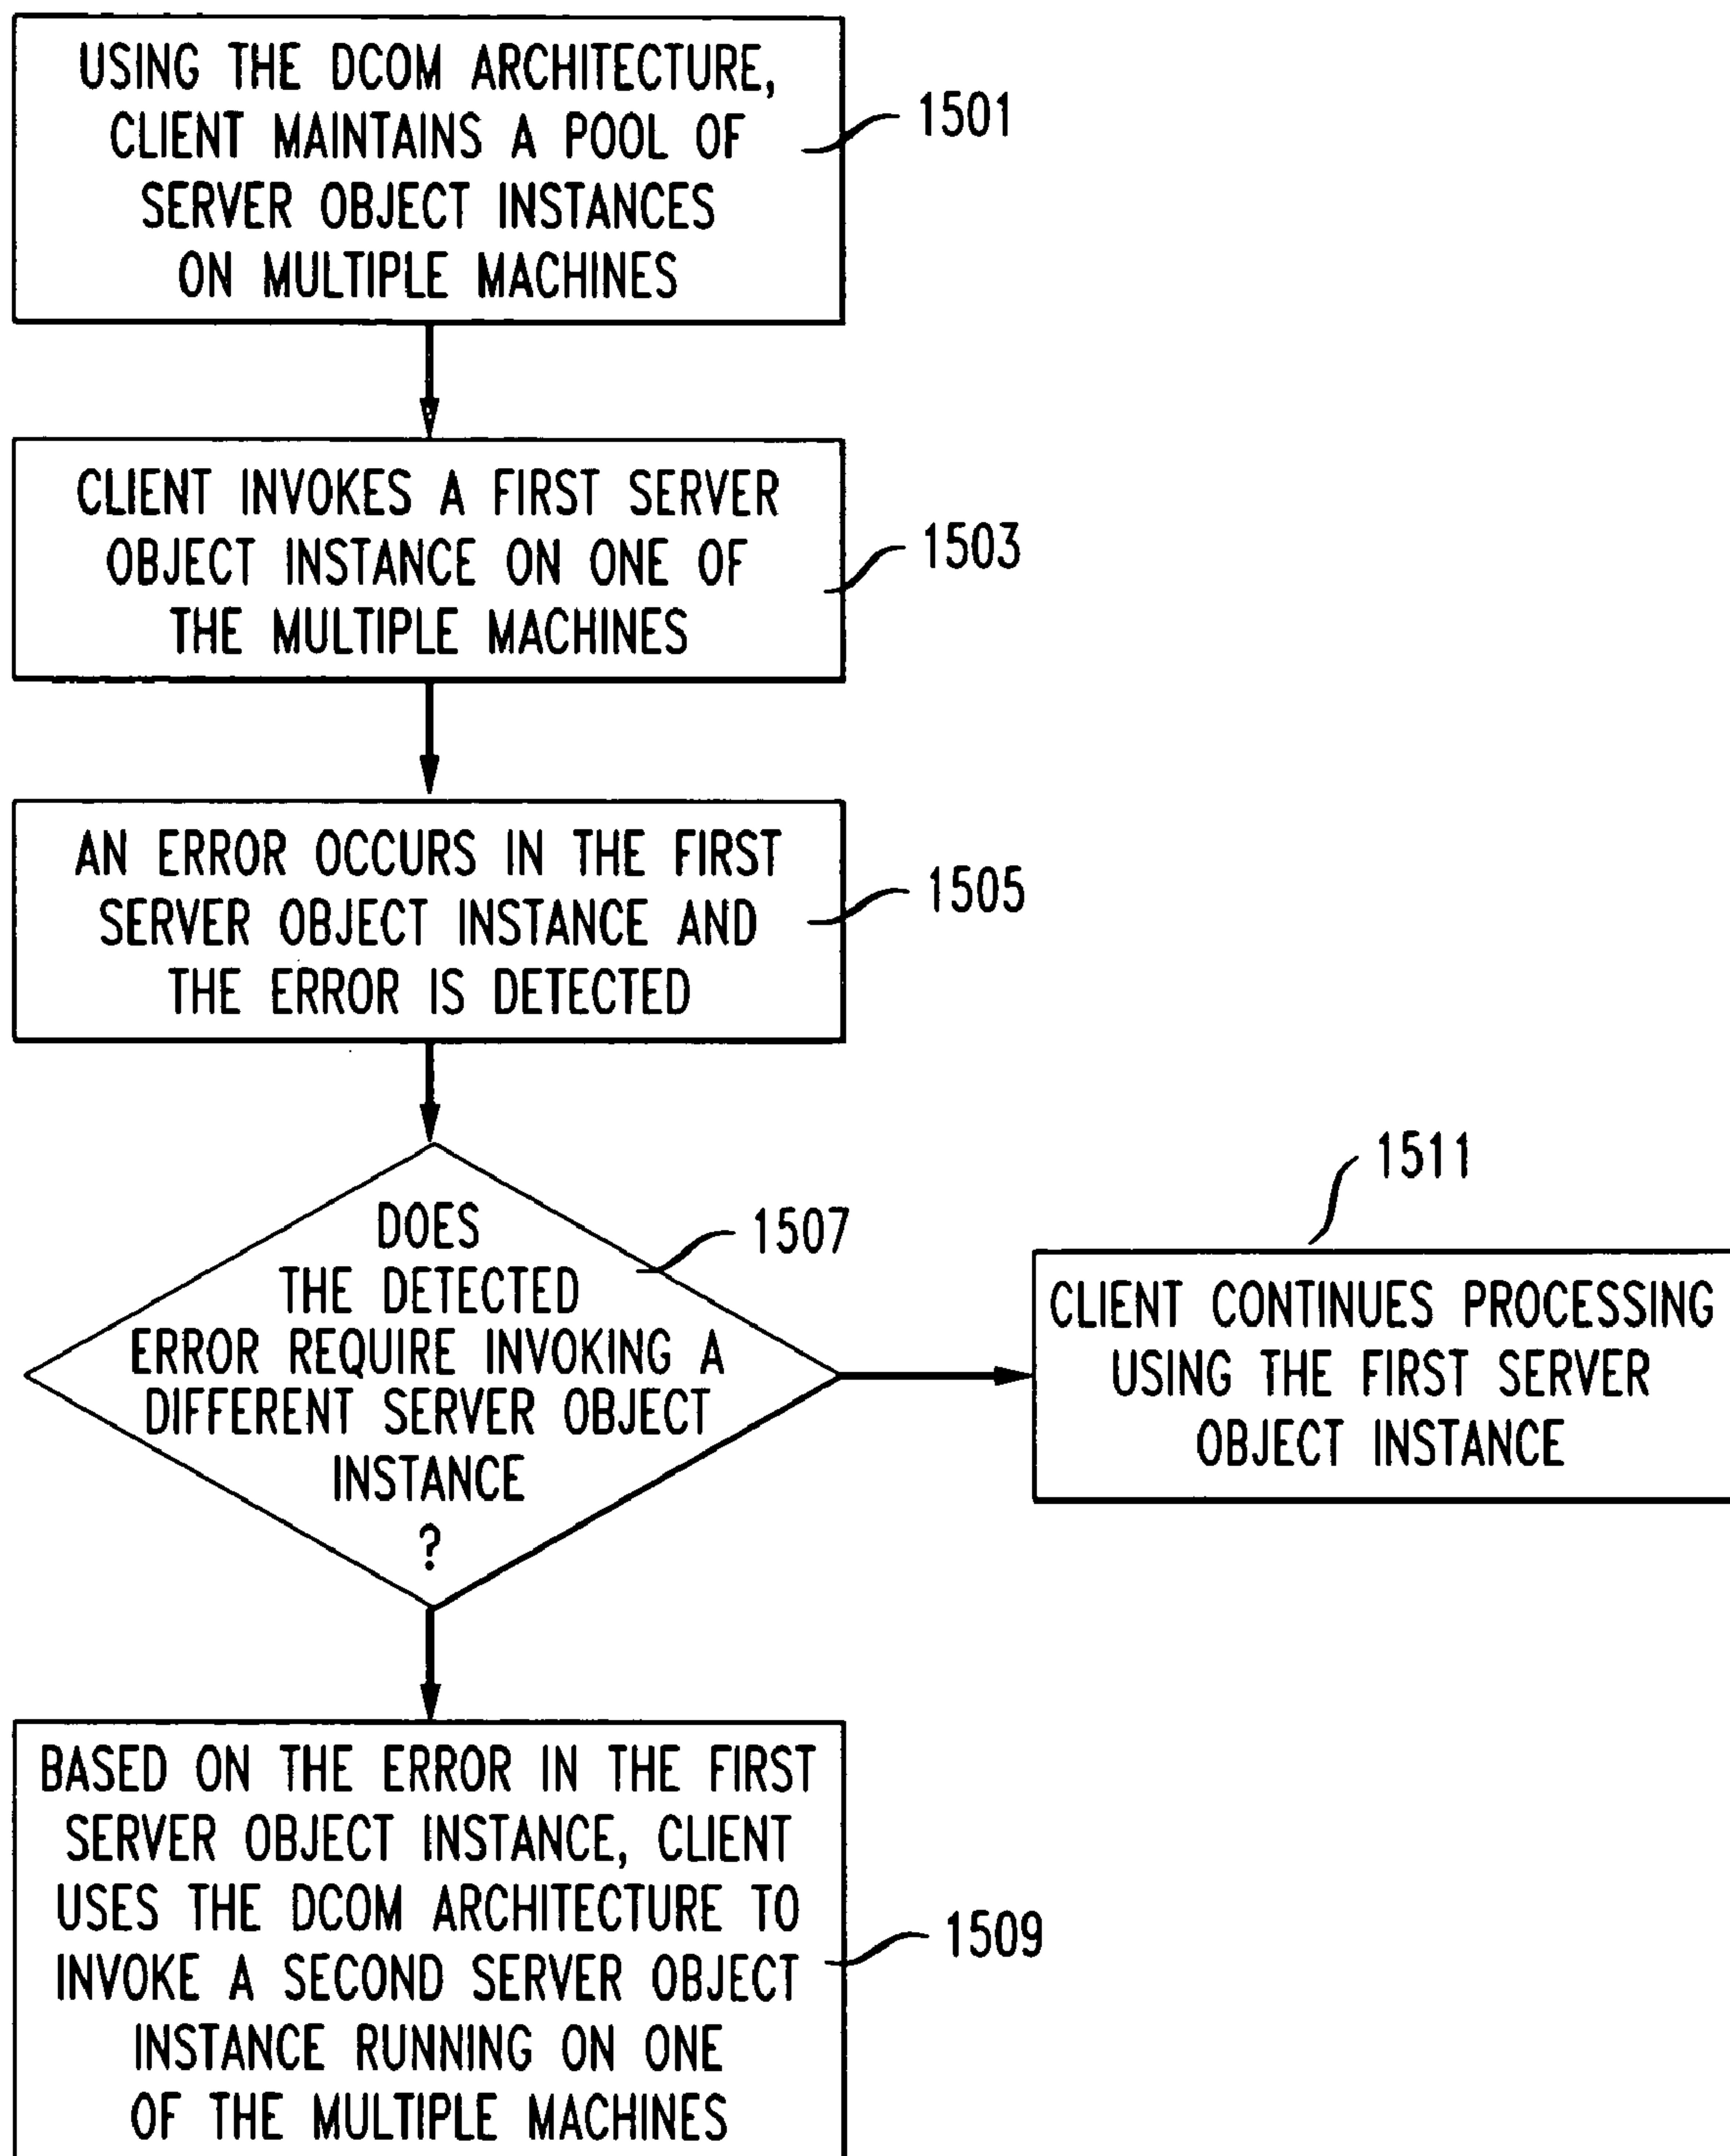 USING THE DCOM ARCHITECTURE,
CLIENT MAINTAINS A POOL OF
SERVER OBJECT INSTANCES
ON MULTIPLE MACHINES
1501
CLIENT INVOKES A FIRST SERVER
OBJECT INSTANCE ON ONE OF
THE MULTIPLE MACHINES
1503
AN ERROR OCCURS IN THE FIRST
SERVER OBJECT INSTANCE AND
THE ERROR IS DETECTED
1505
DOES
THE DETECTED
ERROR REQUIRE INVOKING A
DIFFERENT SERVER OBJECT
INSTANCE
?
1507
1511
CLIENT CONTINUES PROCESSING
USING THE FIRST SERVER
OBJECT INSTANCE
BASED ON THE ERROR IN THE FIRST
SERVER OBJECT INSTANCE, CLIENT
USES THE DCOM ARCHITECTURE TO
INVOKE A SECOND SERVER OBJECT
INSTANCE RUNNING ON ONE
OF THE MULTIPLE MACHINES
1509